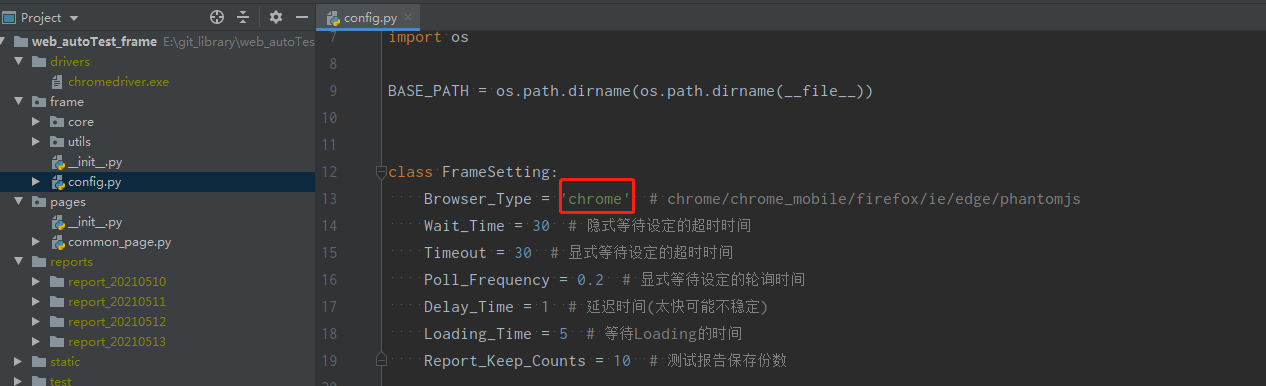 Project
config.py
web_autoTest_frame E:\git_library\web_autoTes
drivers
chromedriver.exe
frame
core
utils
__init__.py
config.py
pages
__init__.py
common_page.py
reports
report_20210510
report_20210511
report_20210512
report_20210513
static
test
7 import os
8
9 BASE_PATH = os.path.dirname(os.path.dirname(__file__))
10
11
12 class FrameSetting:
13 Browser_Type = 'chrome' # chrome/chrome_mobile/firefox/ie/edge/phantomjs
14 Wait_Time = 30 # 隐式等待设定的超时时间
15 Timeout = 30 # 显式等待设定的超时时间
16 Poll_Frequency = 0.2 # 显式等待设定的轮询时间
17 Delay_Time = 1 # 延迟时间(太快可能不稳定)
18 Loading_Time = 5 # 等待Loading的时间
19 Report_Keep_Counts = 10 # 测试报告保存份数